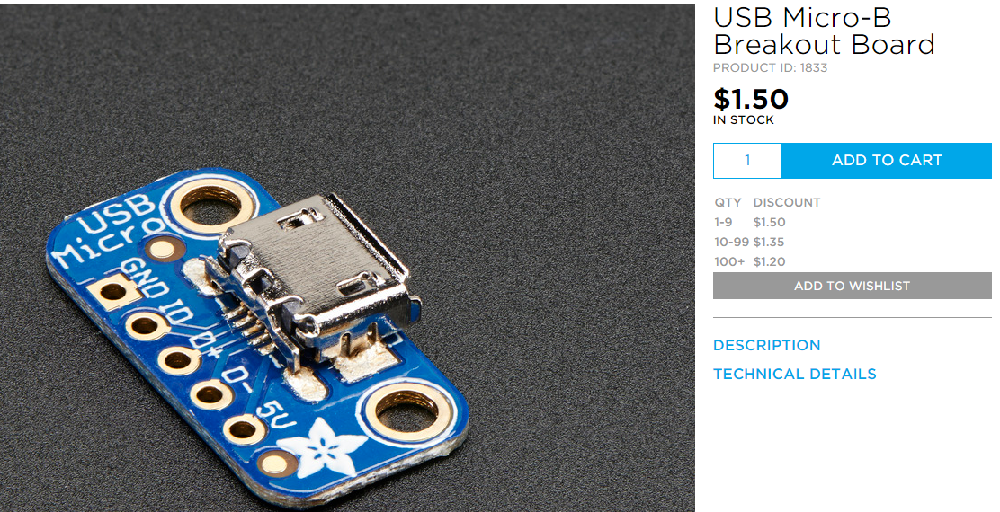 USB
Micro
GND
ID
D+
D-
5V
USB Micro-B
Breakout Board
PRODUCT ID: 1833
$1.50
IN STOCK
1
ADD TO CART
QTY DISCOUNT
1-9 $1.50
10-99 $1.35
100+ $1.20
ADD TO WISHLIST
DESCRIPTION
TECHNICAL DETAILS